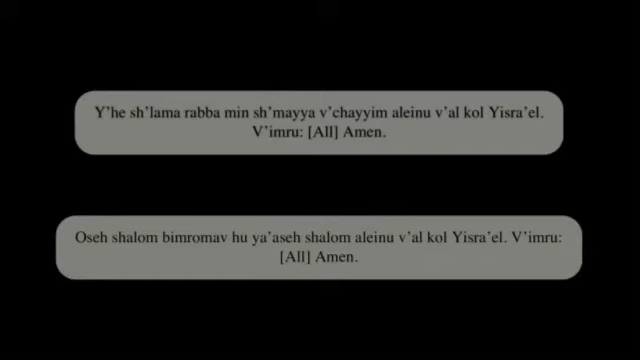 Y’he sh’lama rabba min sh’mayya v’chayyim aleinu v’al kol Yisra’el.
V’imru: [All] Amen.
Oseh shalom bimromav hu ya’aseh shalom aleinu v’al kol Yisra’el. V’imru:
[All] Amen.